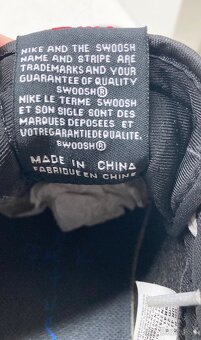 NIKE AND THE SWOOSH
NAME AND STRIPE ARE
TRADEMARKS AND YOUR
GUARANTEE OF QUALITY
SWOOSH®
NIKE LE TERME SWOOSH
ET SON SIGLE SONT DES
MARQUES DEPOSEES ET
VOTREGARANTIEDEQUALITE.
SWOOSH®
MADE IN CHINA
FABRIQUE EN CHINE